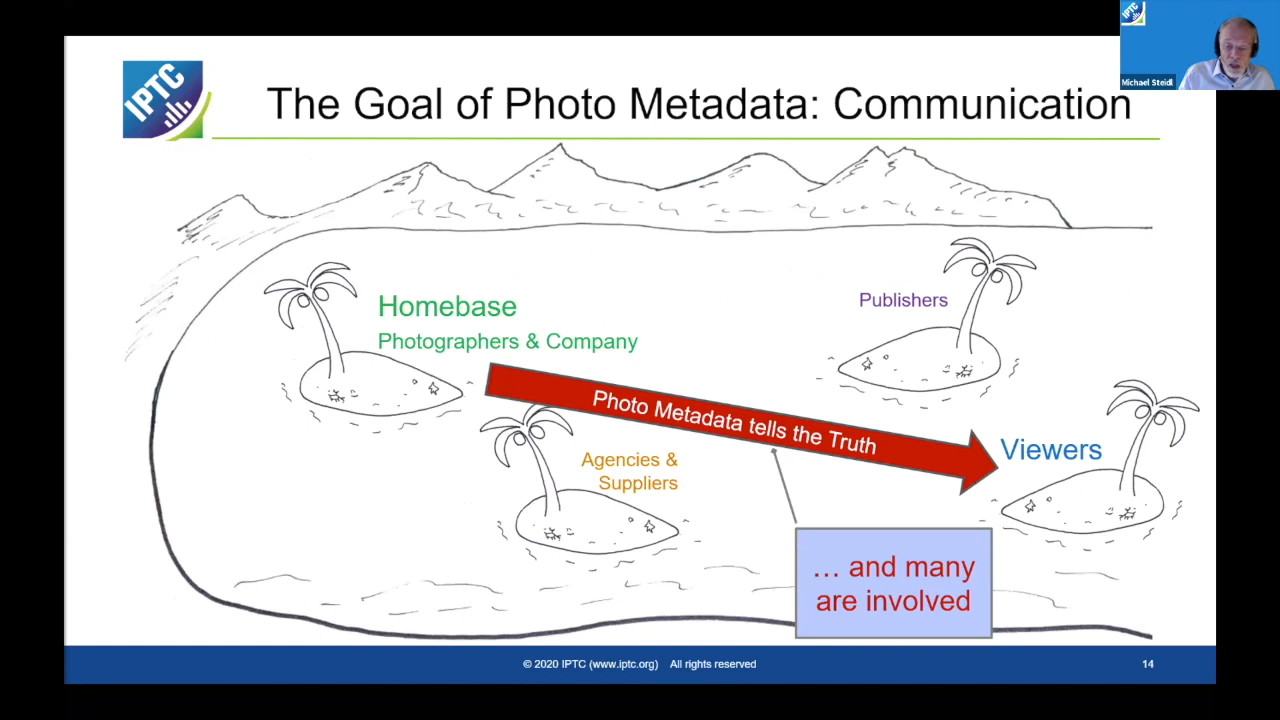 IPTC
The Goal of Photo Metadata: Communication
Michael Steidl
Homebase
Photographers & Company
Publishers
Photo Metadata tells the Truth
Viewers
Agencies &
Suppliers
… and many
are involved
© 2020 IPTC (www.iptc.org) All rights reserved
14